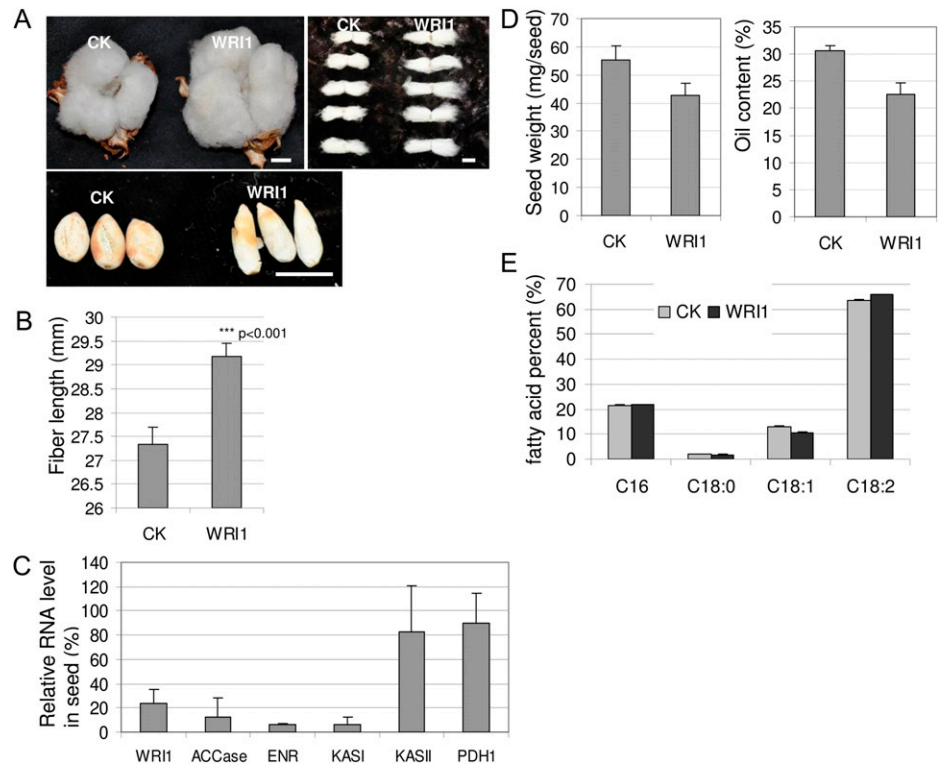 A
CK
WRI1
CK
WRI1
CK
WRI1
B
Fiber length (mm)
30
29.5
29
28.5
28
27.5
27
26.5
26
*** p<0.001
CK
WRI1
C
Relative RNA level
in seed (%)
140
120
100
80
60
40
20
0
WRI1
ACCase
ENR
KASI
KASII
PDH1
D
Seed weight (mg/seed)
70
60
50
40
30
20
10
0
CK
WRI1
Oil content (%)
35
30
25
20
15
10
5
0
CK
WRI1
E
fatty acid percent (%)
70
60
50
40
30
20
10
0
CK
WRI1
C16
C18:0
C18:1
C18:2